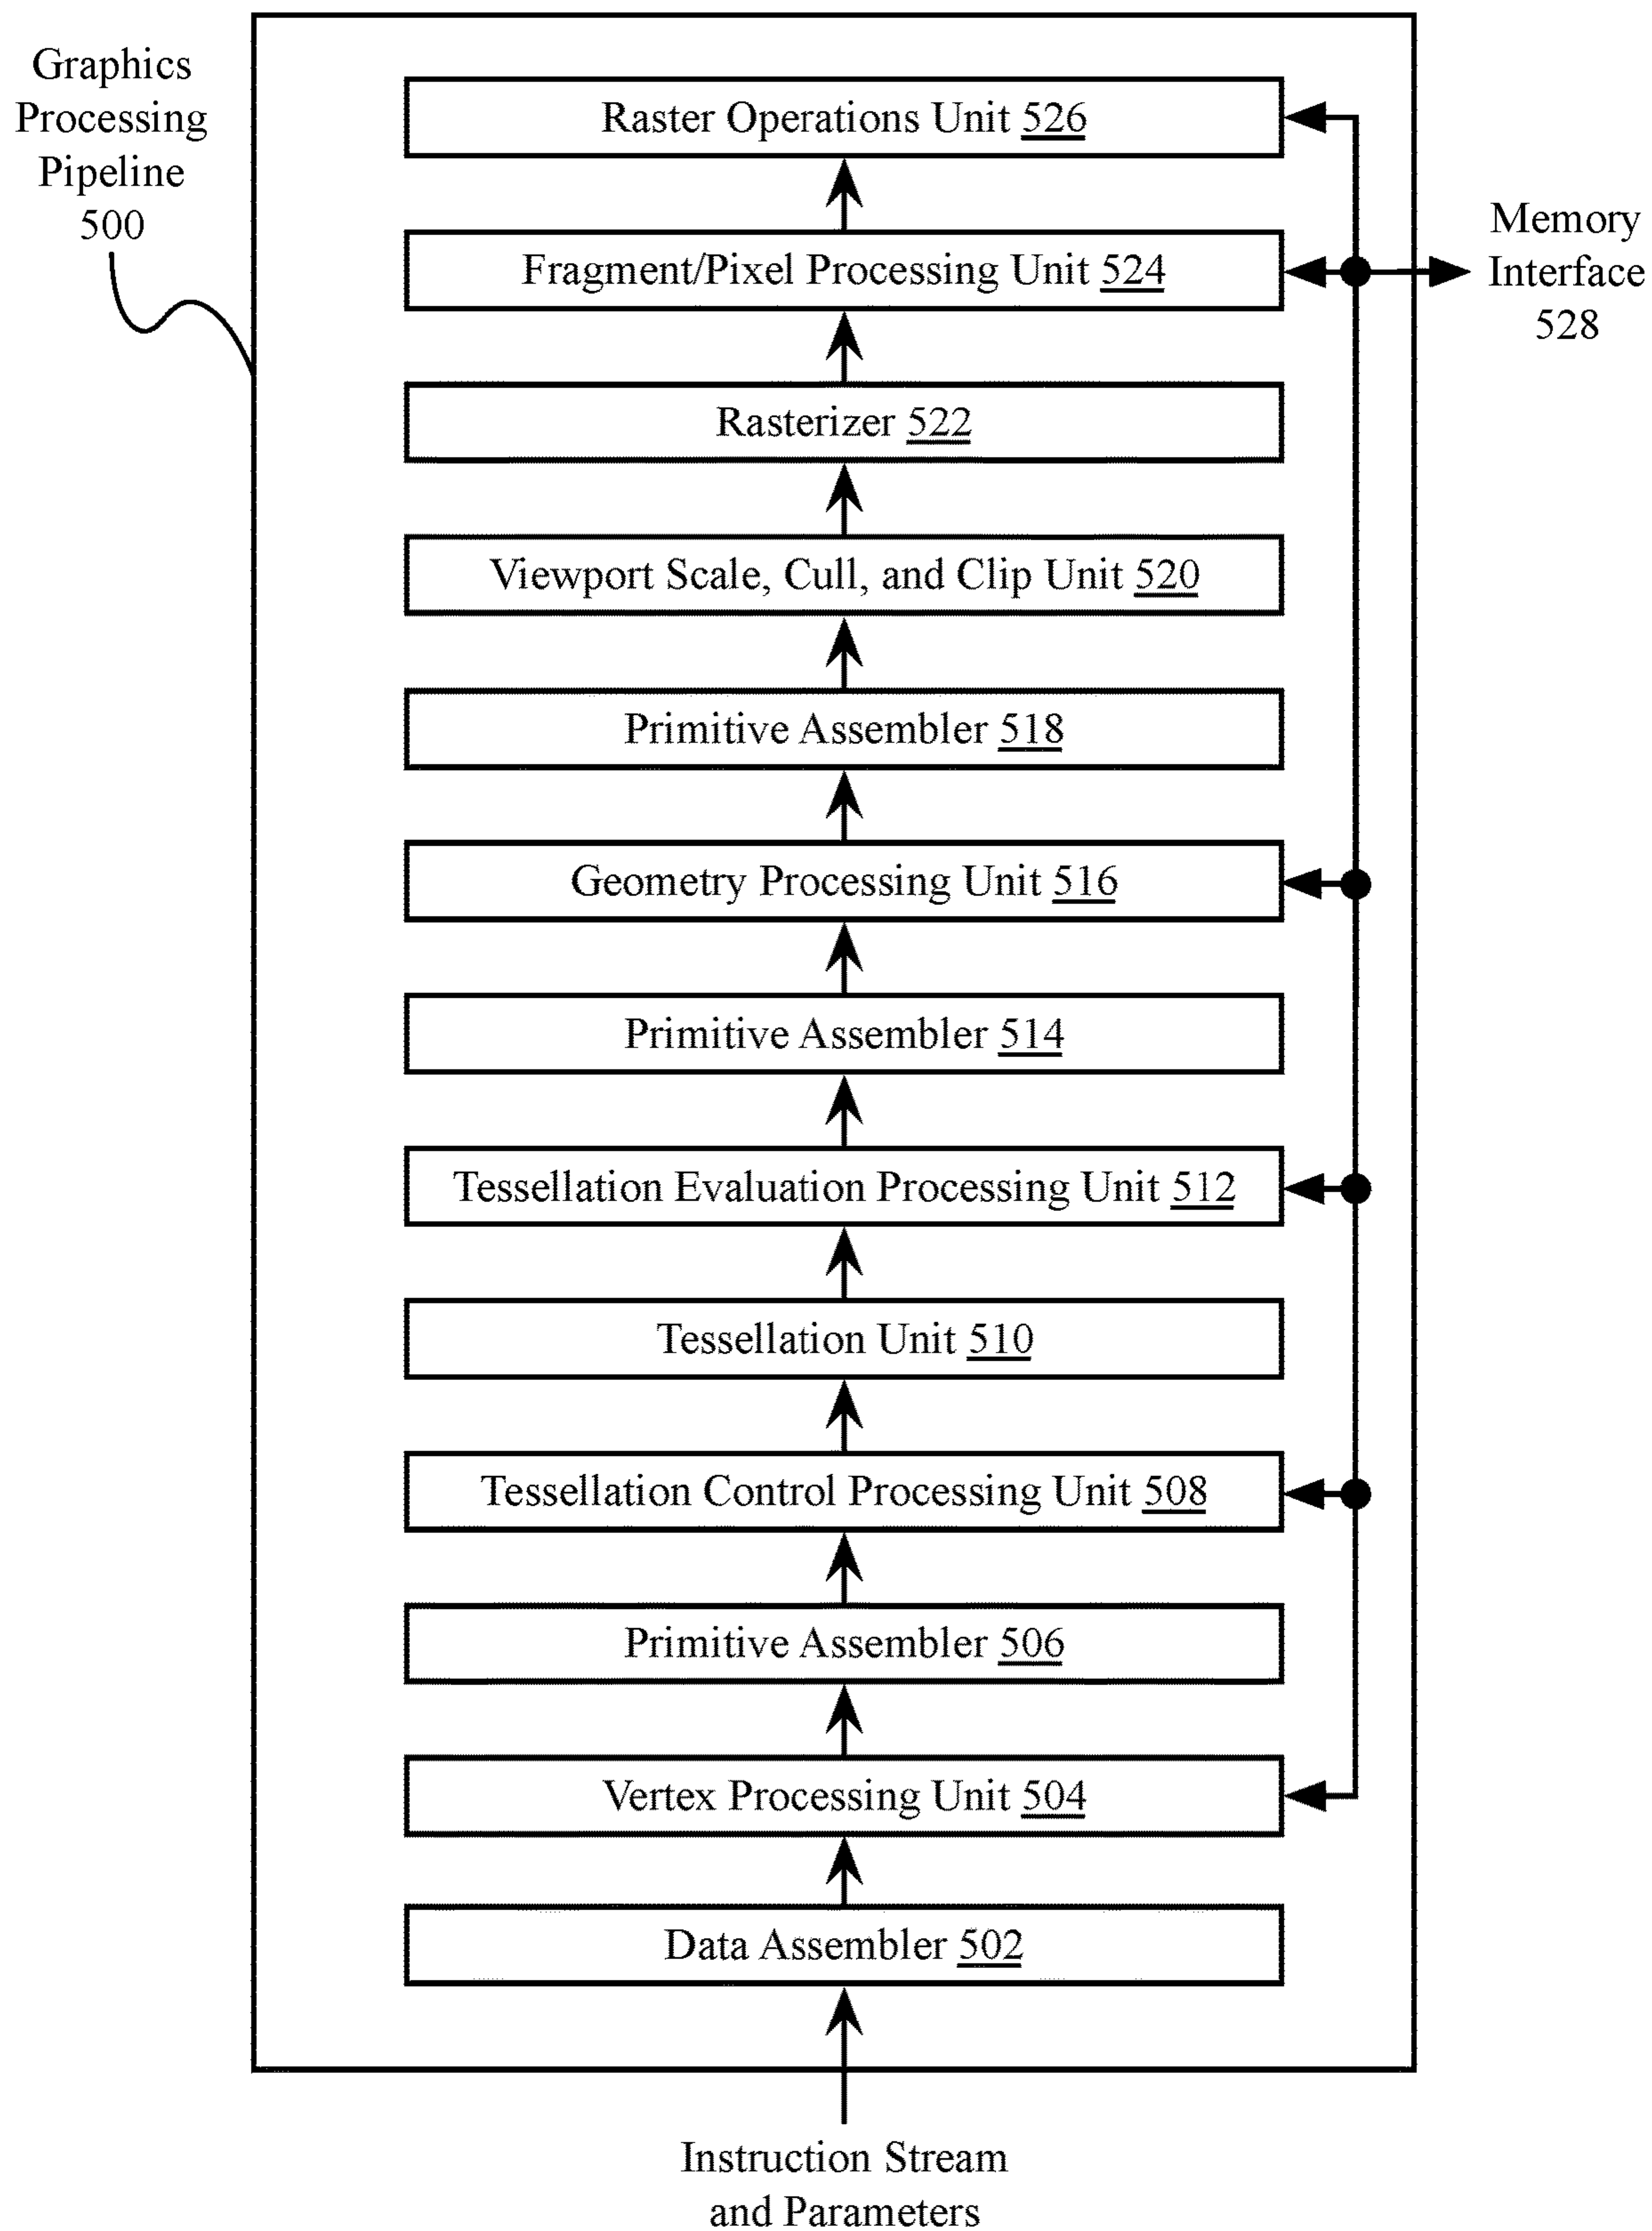 Graphics
Processing
Pipeline
500
Raster Operations Unit 526
Fragment/Pixel Processing Unit 524
Memory
Interface
528
Rasterizer 522
Viewport Scale, Cull, and Clip Unit 520
Primitive Assembler 518
Geometry Processing Unit 516
Primitive Assembler 514
Tessellation Evaluation Processing Unit 512
Tessellation Unit 510
Tessellation Control Processing Unit 508
Primitive Assembler 506
Vertex Processing Unit 504
Data Assembler 502
Instruction Stream
and Parameters